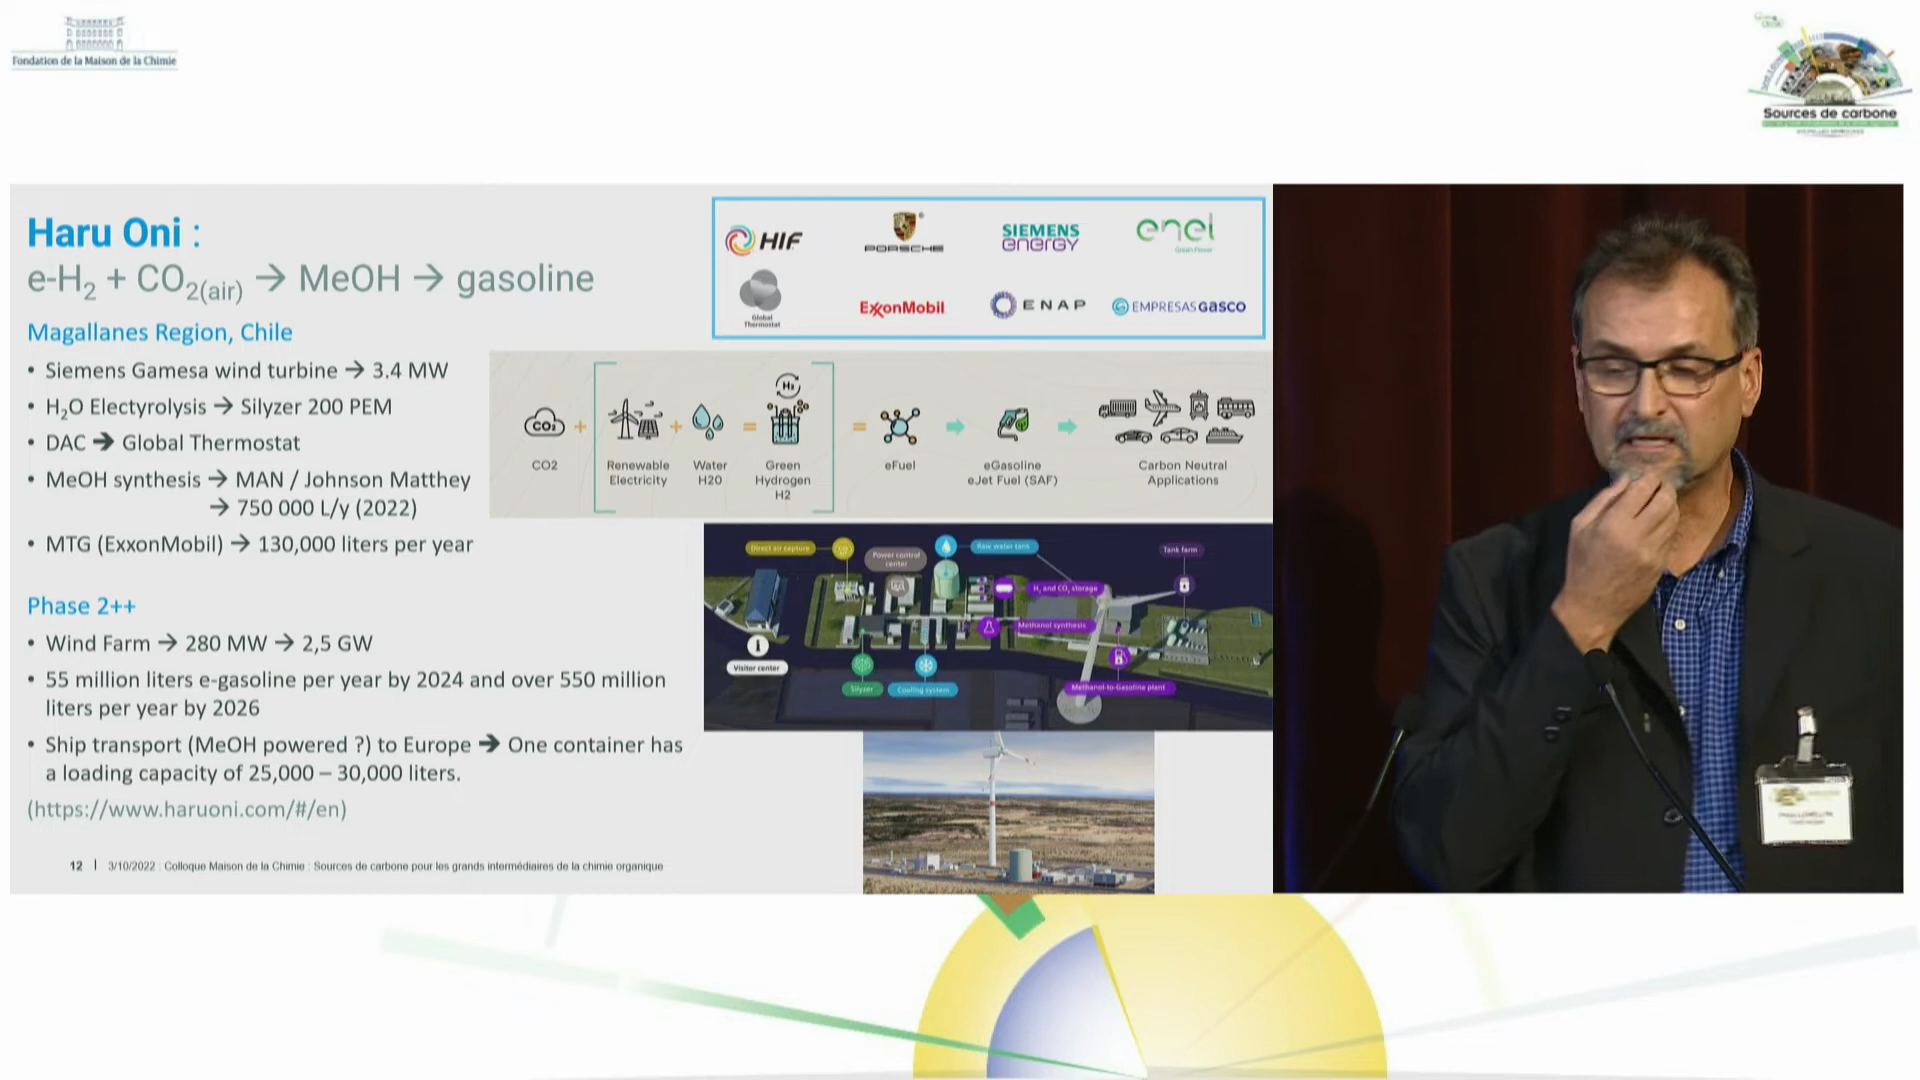 Fondation de la Maison de la Chimie
Sources de carbone
Haru Oni :
e-H2 + CO2(air) → MeOH → gasoline
Magallanes Region, Chile
• Siemens Gamesa wind turbine → 3.4 MW
• H2O Electyrolysis → Silyzer 200 PEM
• DAC → Global Thermostat
• MeOH synthesis → MAN / Johnson Matthey
→ 750 000 L/y (2022)
• MTG (ExxonMobil) → 130,000 liters per year
Phase 2++
• Wind Farm → 280 MW → 2,5 GW
• 55 million liters e-gasoline per year by 2024 and over 550 million
liters per year by 2026
• Ship transport (MeOH powered ?) to Europe → One container has
a loading capacity of 25,000 – 30,000 liters.
(https://www.haruoni.com/#/en)
12 | 3/10/2022 : Colloque Maison de la Chimie : Sources de carbone pour les grands intermédiaires de la chimie organique
HIF
PORSCHE
SIEMENS
energy
enel
Green Power
Global
Thermostat
ExxonMobil
ENAP
EMPRESAS GASCO
CO2
H2
CO2
Renewable
Electricity
Water
H20
Green
Hydrogen
H2
eFuel
eGasoline
eJet Fuel (SAF)
Carbon Neutral
Applications
Direct air capture
Power control
center
Raw water tank
Tank farm
H2 and CO2 storage
Methanol synthesis
Visitor center
Silyzer
Cooling system
Methanol-to-Gasoline plant